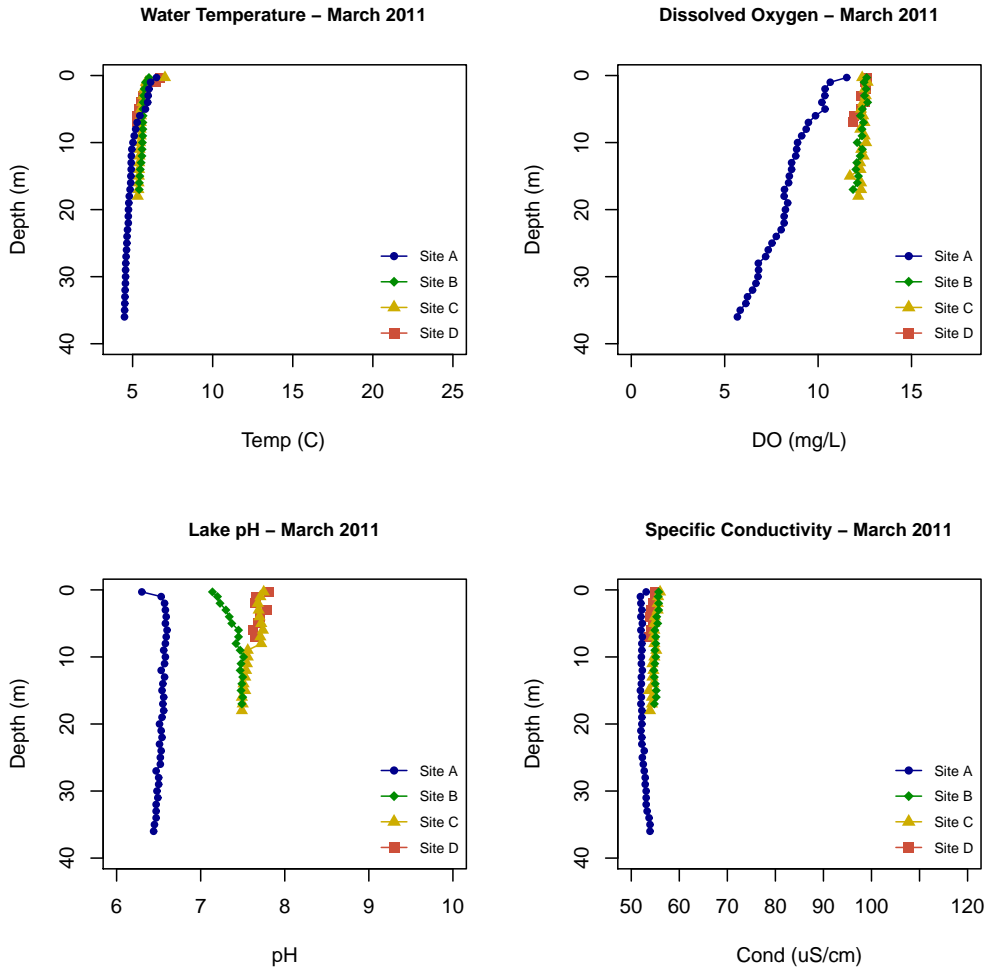 Water Temperature – March 2011
0
10
20
30
40
Depth (m)
Site A
Site B
Site C
Site D
5
10
15
20
25
Temp (C)
Dissolved Oxygen – March 2011
0
10
20
30
40
Depth (m)
Site A
Site B
Site C
Site D
0
5
10
15
DO (mg/L)
Lake pH – March 2011
0
10
20
30
40
Depth (m)
Site A
Site B
Site C
Site D
6
7
8
9
10
pH
Specific Conductivity – March 2011
0
10
20
30
40
Depth (m)
Site A
Site B
Site C
Site D
50
60
70
80
90
100
120
Cond (uS/cm)